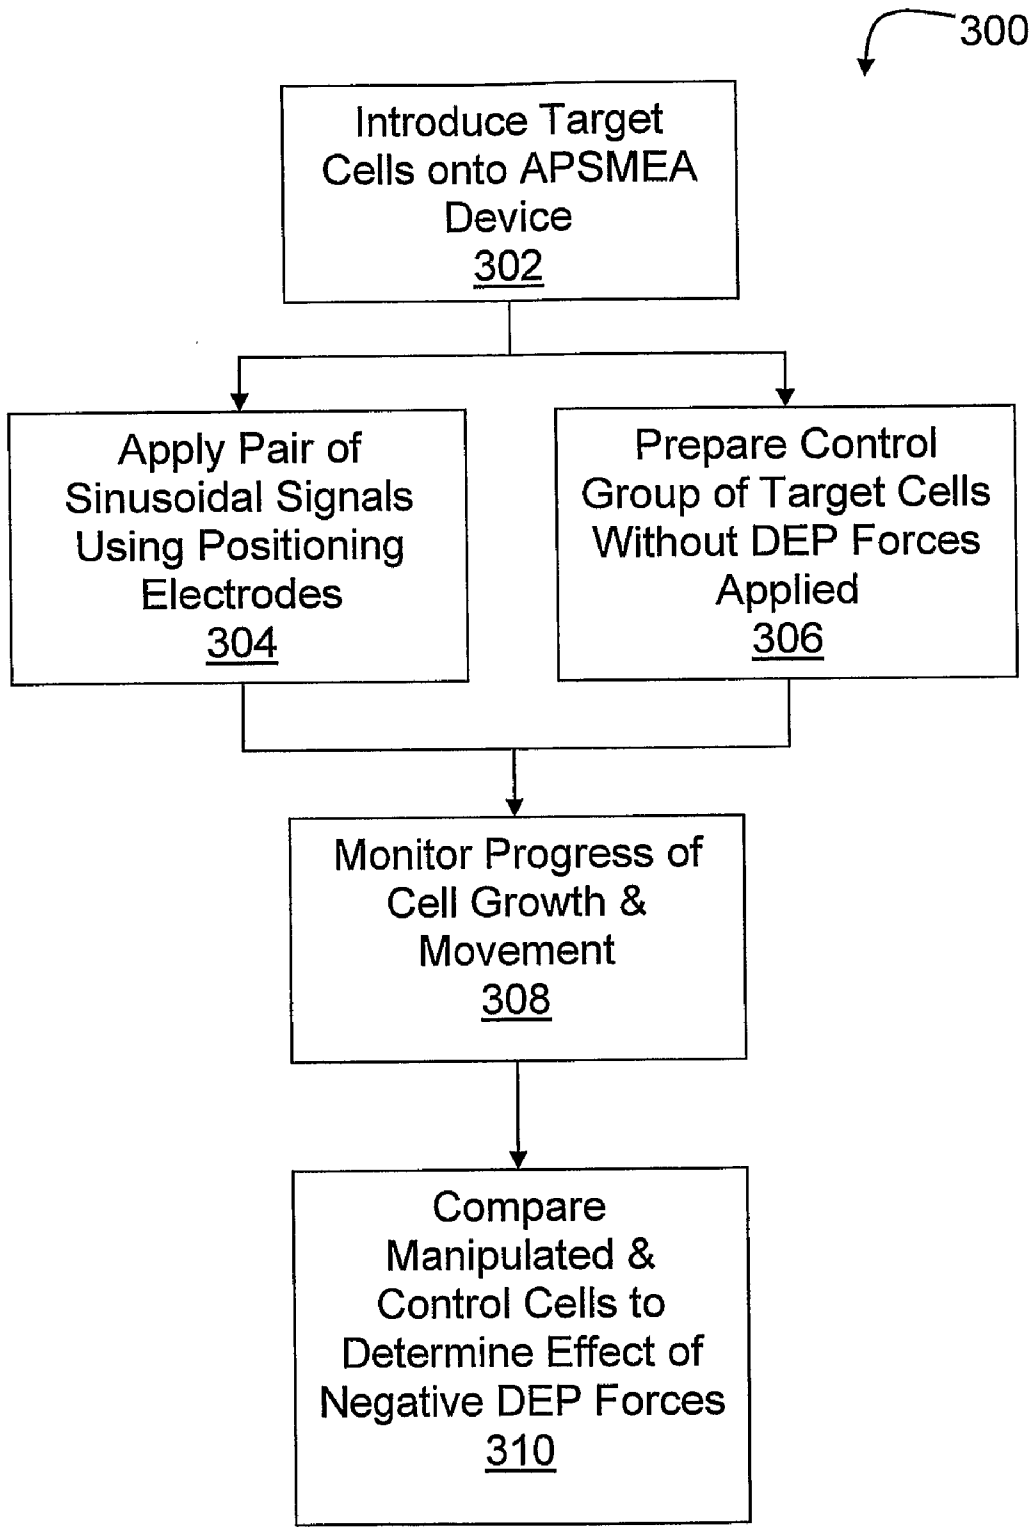 300
Introduce Target
Cells onto APSMEA
Device
302
Apply Pair of
Sinusoidal Signals
Using Positioning
Electrodes
304
Prepare Control
Group of Target Cells
Without DEP Forces
Applied
306
Monitor Progress of
Cell Growth &
Movement
308
Compare
Manipulated &
Control Cells to
Determine Effect of
Negative DEP Forces
310